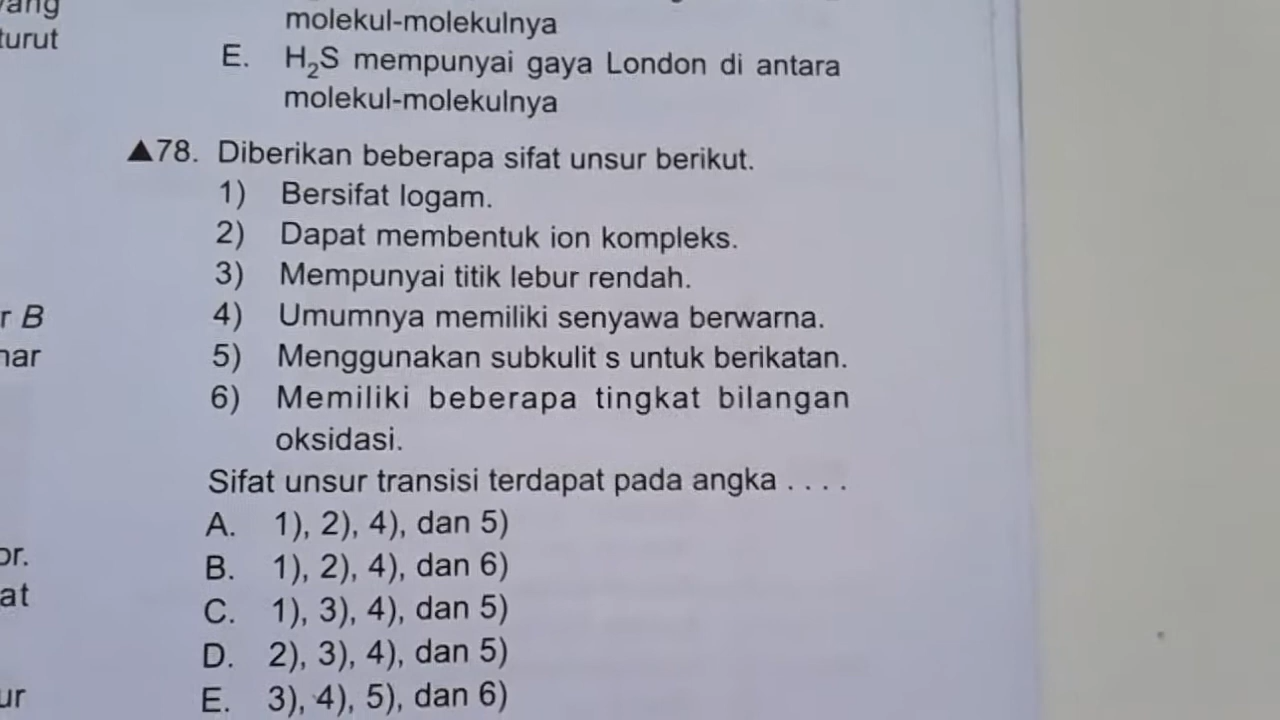 turut
r B
at
ur
molekul-molekulnya
E. H₂S mempunyai gaya London di antara
molekul-molekulnya
▲78. Diberikan beberapa sifat unsur berikut.
1) Bersifat logam.
2) Dapat membentuk ion kompleks.
3) Mempunyai titik lebur rendah.
4) Umumnya memiliki senyawa berwarna.
5) Menggunakan subkulit s untuk berikatan.
6) Memiliki beberapa tingkat bilangan
oksidasi.
Sifat unsur transisi terdapat pada angka . . . .
A. 1), 2), 4), dan 5)
B. 1), 2), 4), dan 6)
C. 1), 3), 4), dan 5)
D. 2), 3), 4), dan 5)
E. 3), 4), 5), dan 6)